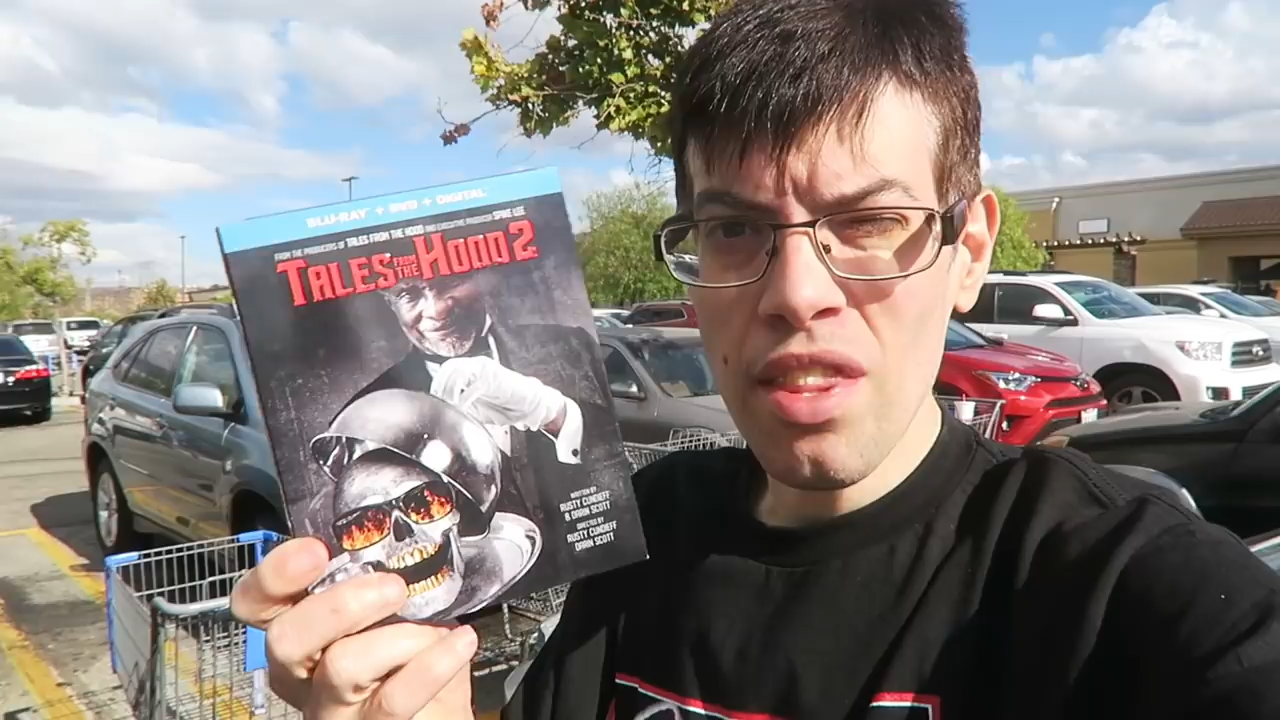 BLU-RAY + DVD + DIGITAL
FROM THE PRODUCERS OF TALES FROM THE HOOD AND EXECUTIVE PRODUCER SPIKE LEE
TALES FROM THE HOOD 2
WRITTEN BY
RUSTY CUNDIEFF
& DARIN SCOTT
DIRECTED BY
RUSTY CUNDIEFF
DARIN SCOTT